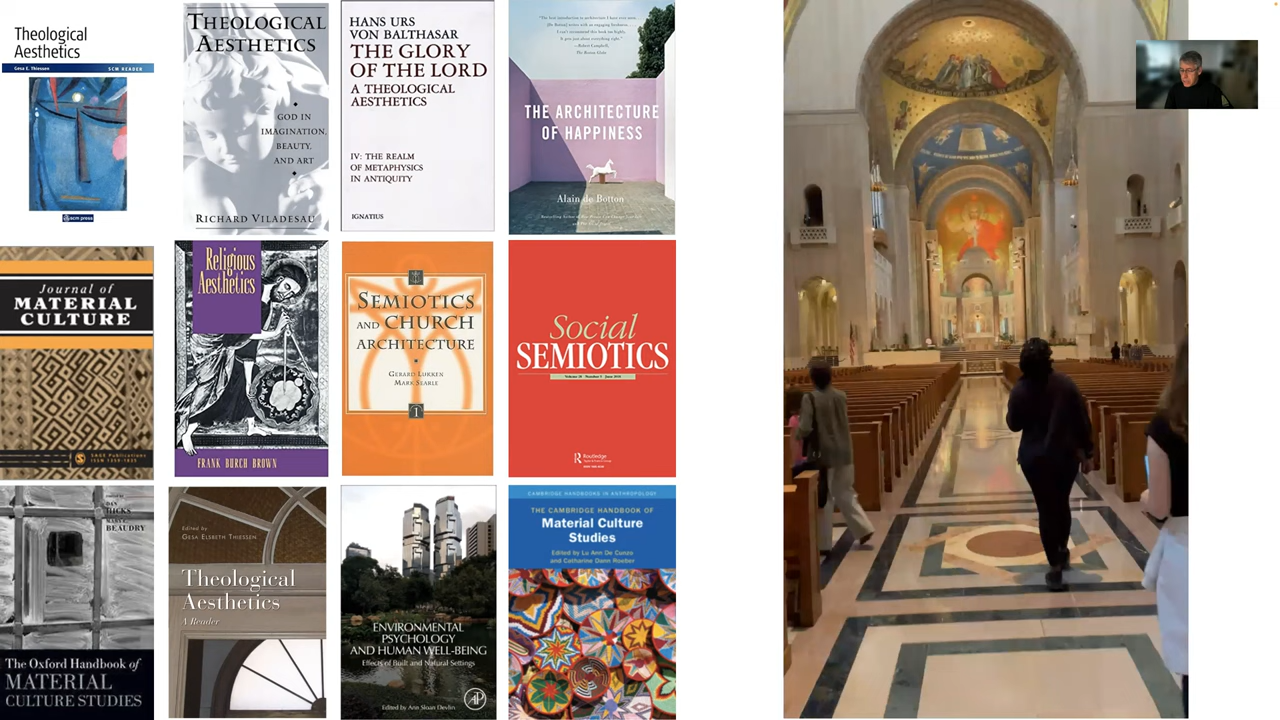 Theological
Aesthetics
Gesa E. Thiessen
SCM READER
scm press
THEOLOGICAL
AESTHETICS
GOD IN
IMAGINATION,
BEAUTY,
AND ART
RICHARD VILADESAU
HANS URS
VON BALTHASAR
THE GLORY
OF THE LORD
A THEOLOGICAL
AESTHETICS
IV: THE REALM
OF METAPHYSICS
IN ANTIQUITY
IGNATIUS
THE ARCHITECTURE
OF HAPPINESS
Alain de Botton
Journal of
MATERIAL
CULTURE
SAGE Publications
Religious
Aesthetics
FRANK BURCH BROWN
SEMIOTICS
AND CHURCH
ARCHITECTURE
GERARD LUKKEN
MARK SEARLE
1
Social
SEMIOTICS
Routledge
DAN
HICKS
MARY C.
BEAUDRY
The Oxford Handbook of
MATERIAL
CULTURE STUDIES
Edited by
GESA ELSBETH THIESSEN
Theological
Aesthetics
A Reader
ENVIRONMENTAL
PSYCHOLOGY
AND HUMAN WELL-BEING
Effects of Built and Natural Settings
Edited by Ann Sloan Devlin
CAMBRIDGE HANDBOOKS IN ANTHROPOLOGY
THE CAMBRIDGE HANDBOOK OF
Material Culture
Studies
Edited by Lu Ann De Cunzo
and Catharine Dann Roeber